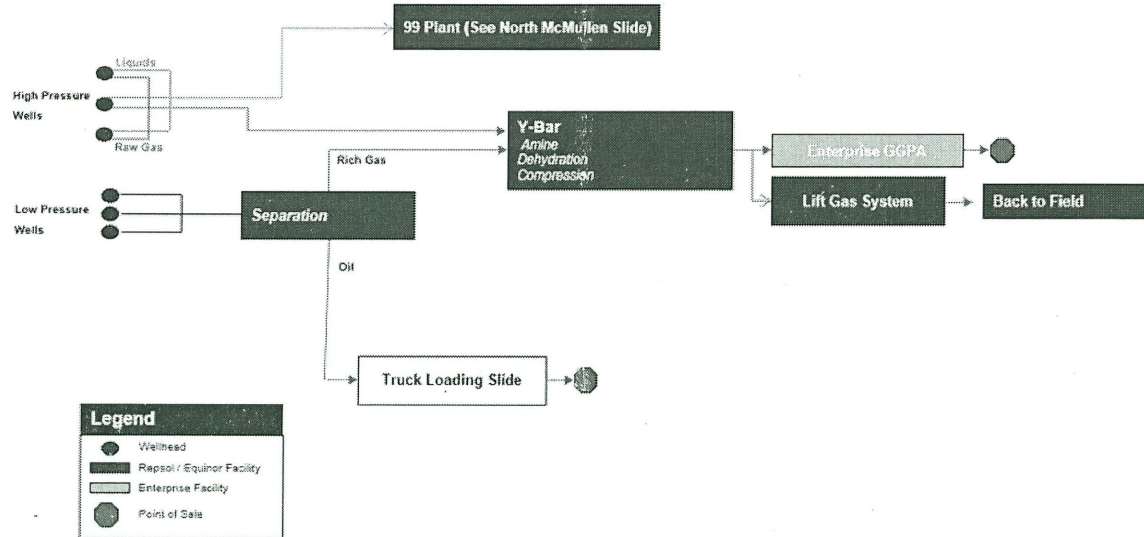 99 Plant (See North McMullen Slide)
Liquids
High Pressure
Wells
Raw Gas
Y-Bar
Amine
Dehydration
Compression
Rich Gas
Enterprise GGPA
Low Pressure
Wells
Separation
Lift Gas System
Back to Field
Oil
Truck Loading Slide
Legend
Wellhead
Repsol / Equinor Facility
Enterprise Facility
Point of Sale